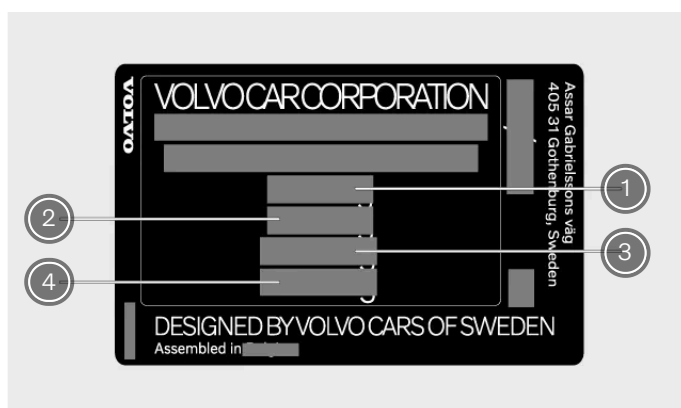 VOLVO
VOLVO CAR CORPORATION
Assar Gabrielssons väg
405 31 Gothenburg, Sweden
1
2
3
4
DESIGNED BY VOLVO CARS OF SWEDEN
Assembled in